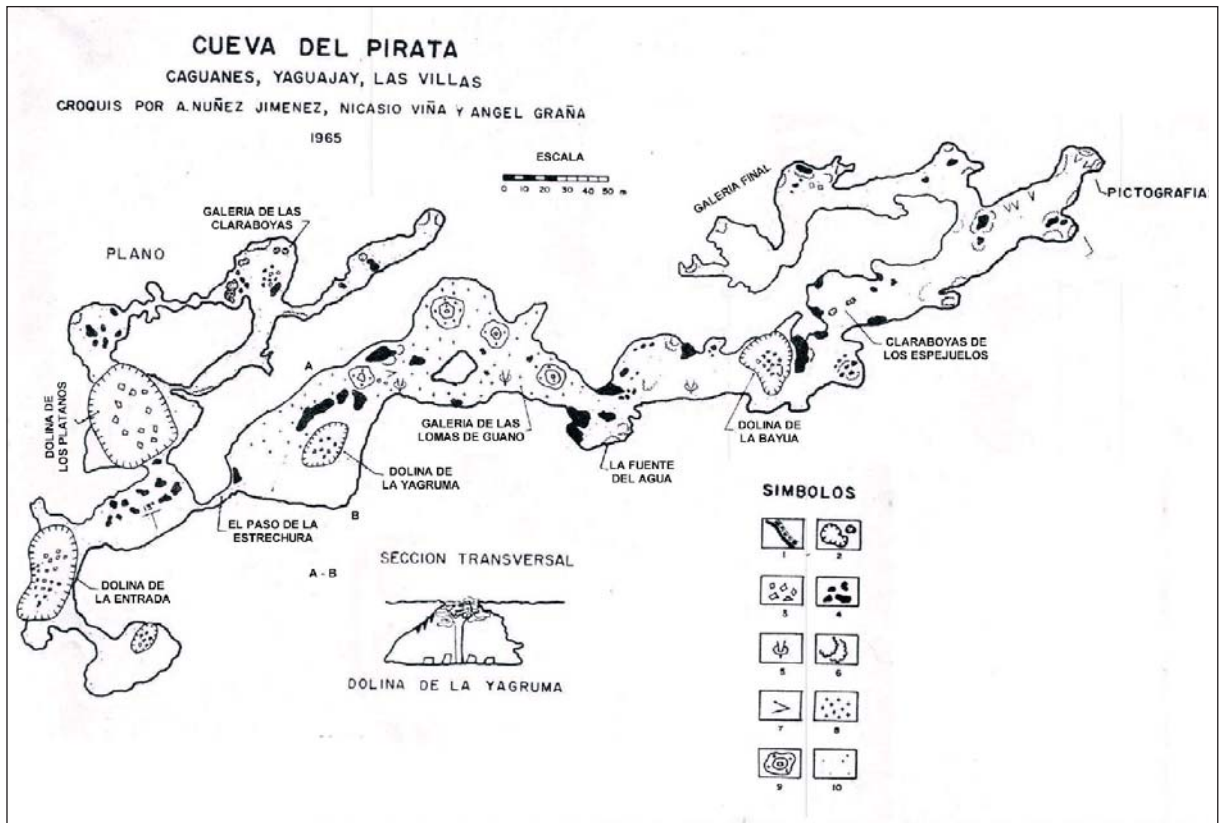 CUEVA DEL PIRATA
CAGUANES, YAGUAJAY, LAS VILLAS
CROQUIS POR A. NUÑEZ JIMENEZ, NICASIO VIÑA Y ANGEL GRAÑA
1965
ESCALA
0 10 20 30 40 50 m
GALERIA FINAL
PICTOGRAFIA
GALERIA DE LAS
CLARABOYAS
PLANO
CLARABOYAS DE
LOS ESPEJUELOS
A
DOLINA DE
LOS PLATANOS
GALERIA DE LAS
LOMAS DE GUANO
DOLINA DE
LA BAYUA
LA FUENTE
DEL AGUA
DOLINA DE
LA YAGRUMA
B
EL PASO DE LA
ESTRECHURA
DOLINA DE
LA ENTRADA
A - B
SECCION TRANSVERSAL
DOLINA DE LA YAGRUMA
SIMBOLOS
1 2
3 4
5 6
7 8
9 10